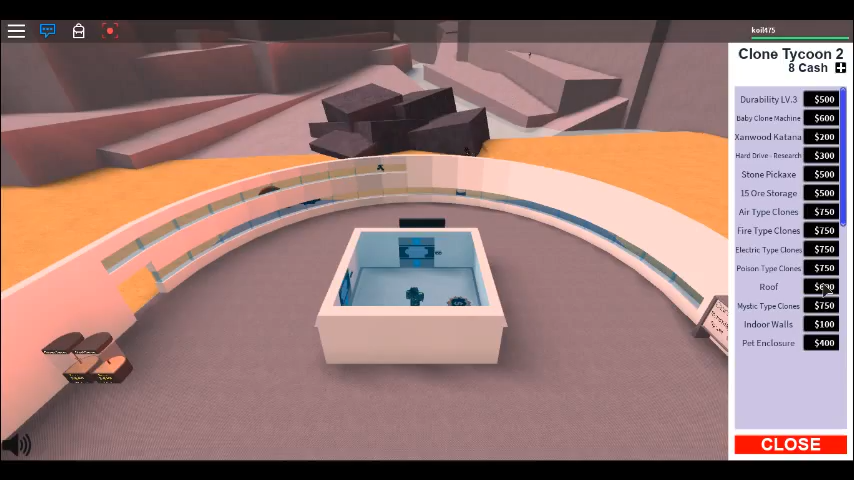 koil475
Clone Tycoon 2
8 Cash
Durability LV.3 $500
Baby Clone Machine $600
Xanwood Katana $200
Hard Drive - Research $300
Stone Pickaxe $500
15 Ore Storage $500
Air Type Clones $750
Fire Type Clones $750
Electric Type Clones $750
Poison Type Clones $750
Roof
Mystic Type Clones $750
Indoor Walls $100
Pet Enclosure $400
CLOSE